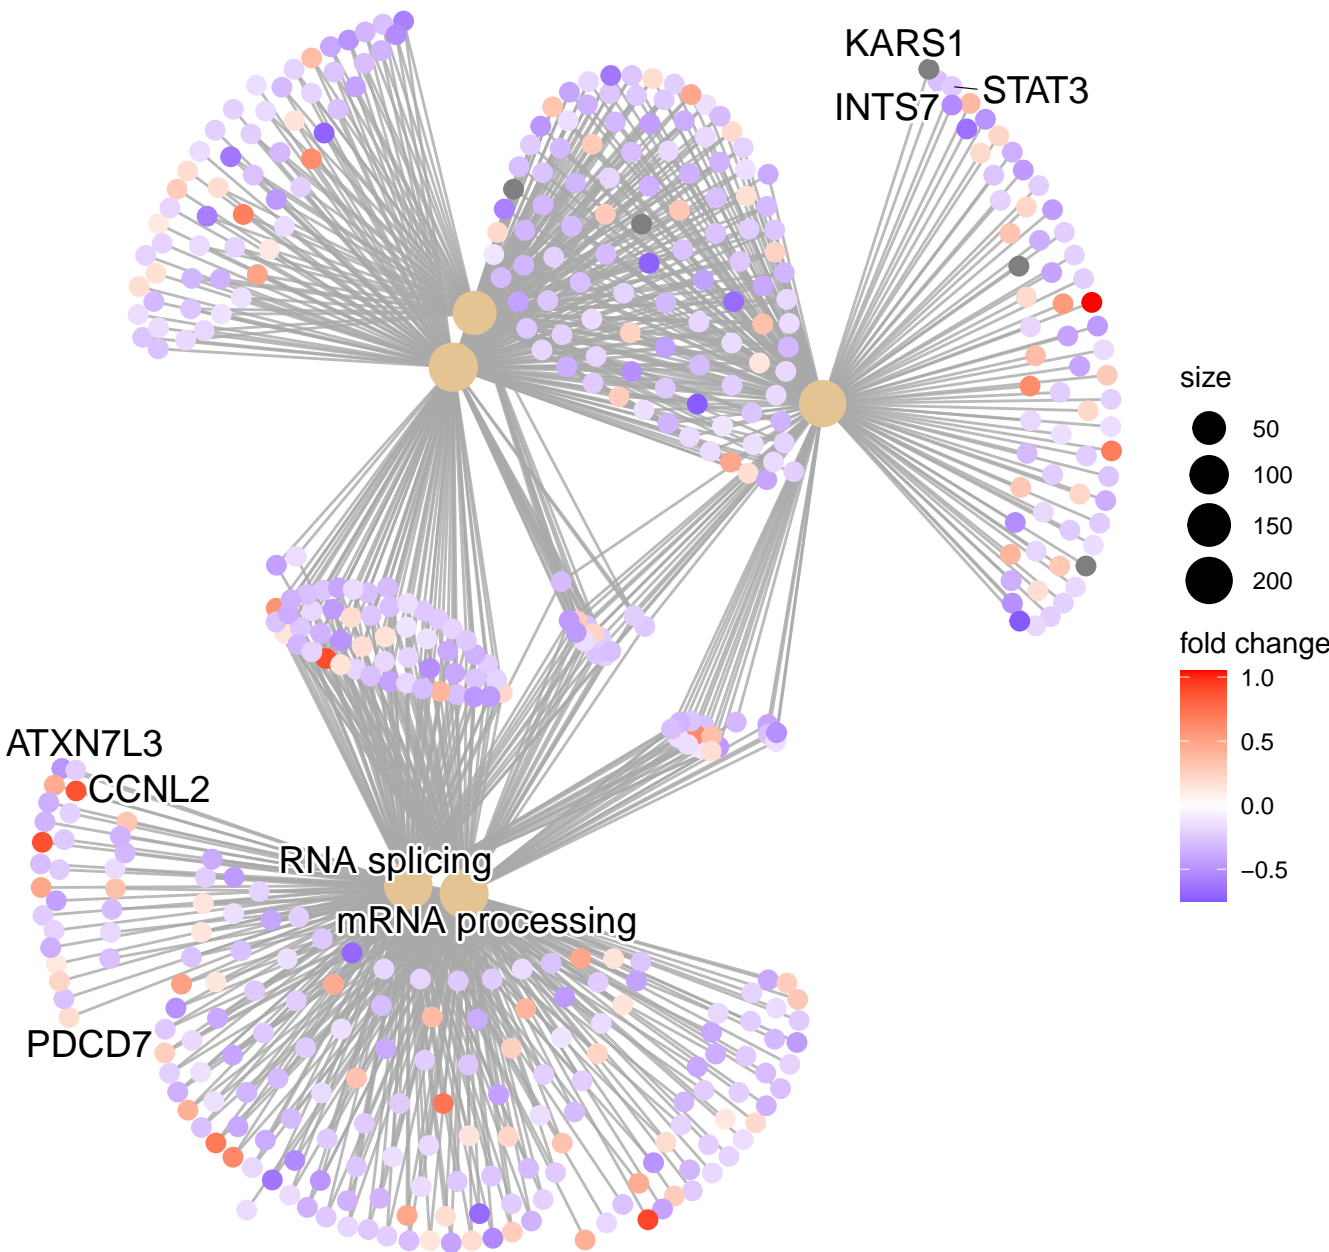 KARS1
STAT3
INTS7
size
50
100
150
200
fold change
1.0
0.5
0.0
−0.5
ATXN7L3
CCNL2
RNA splicing
mRNA processing
PDCD7